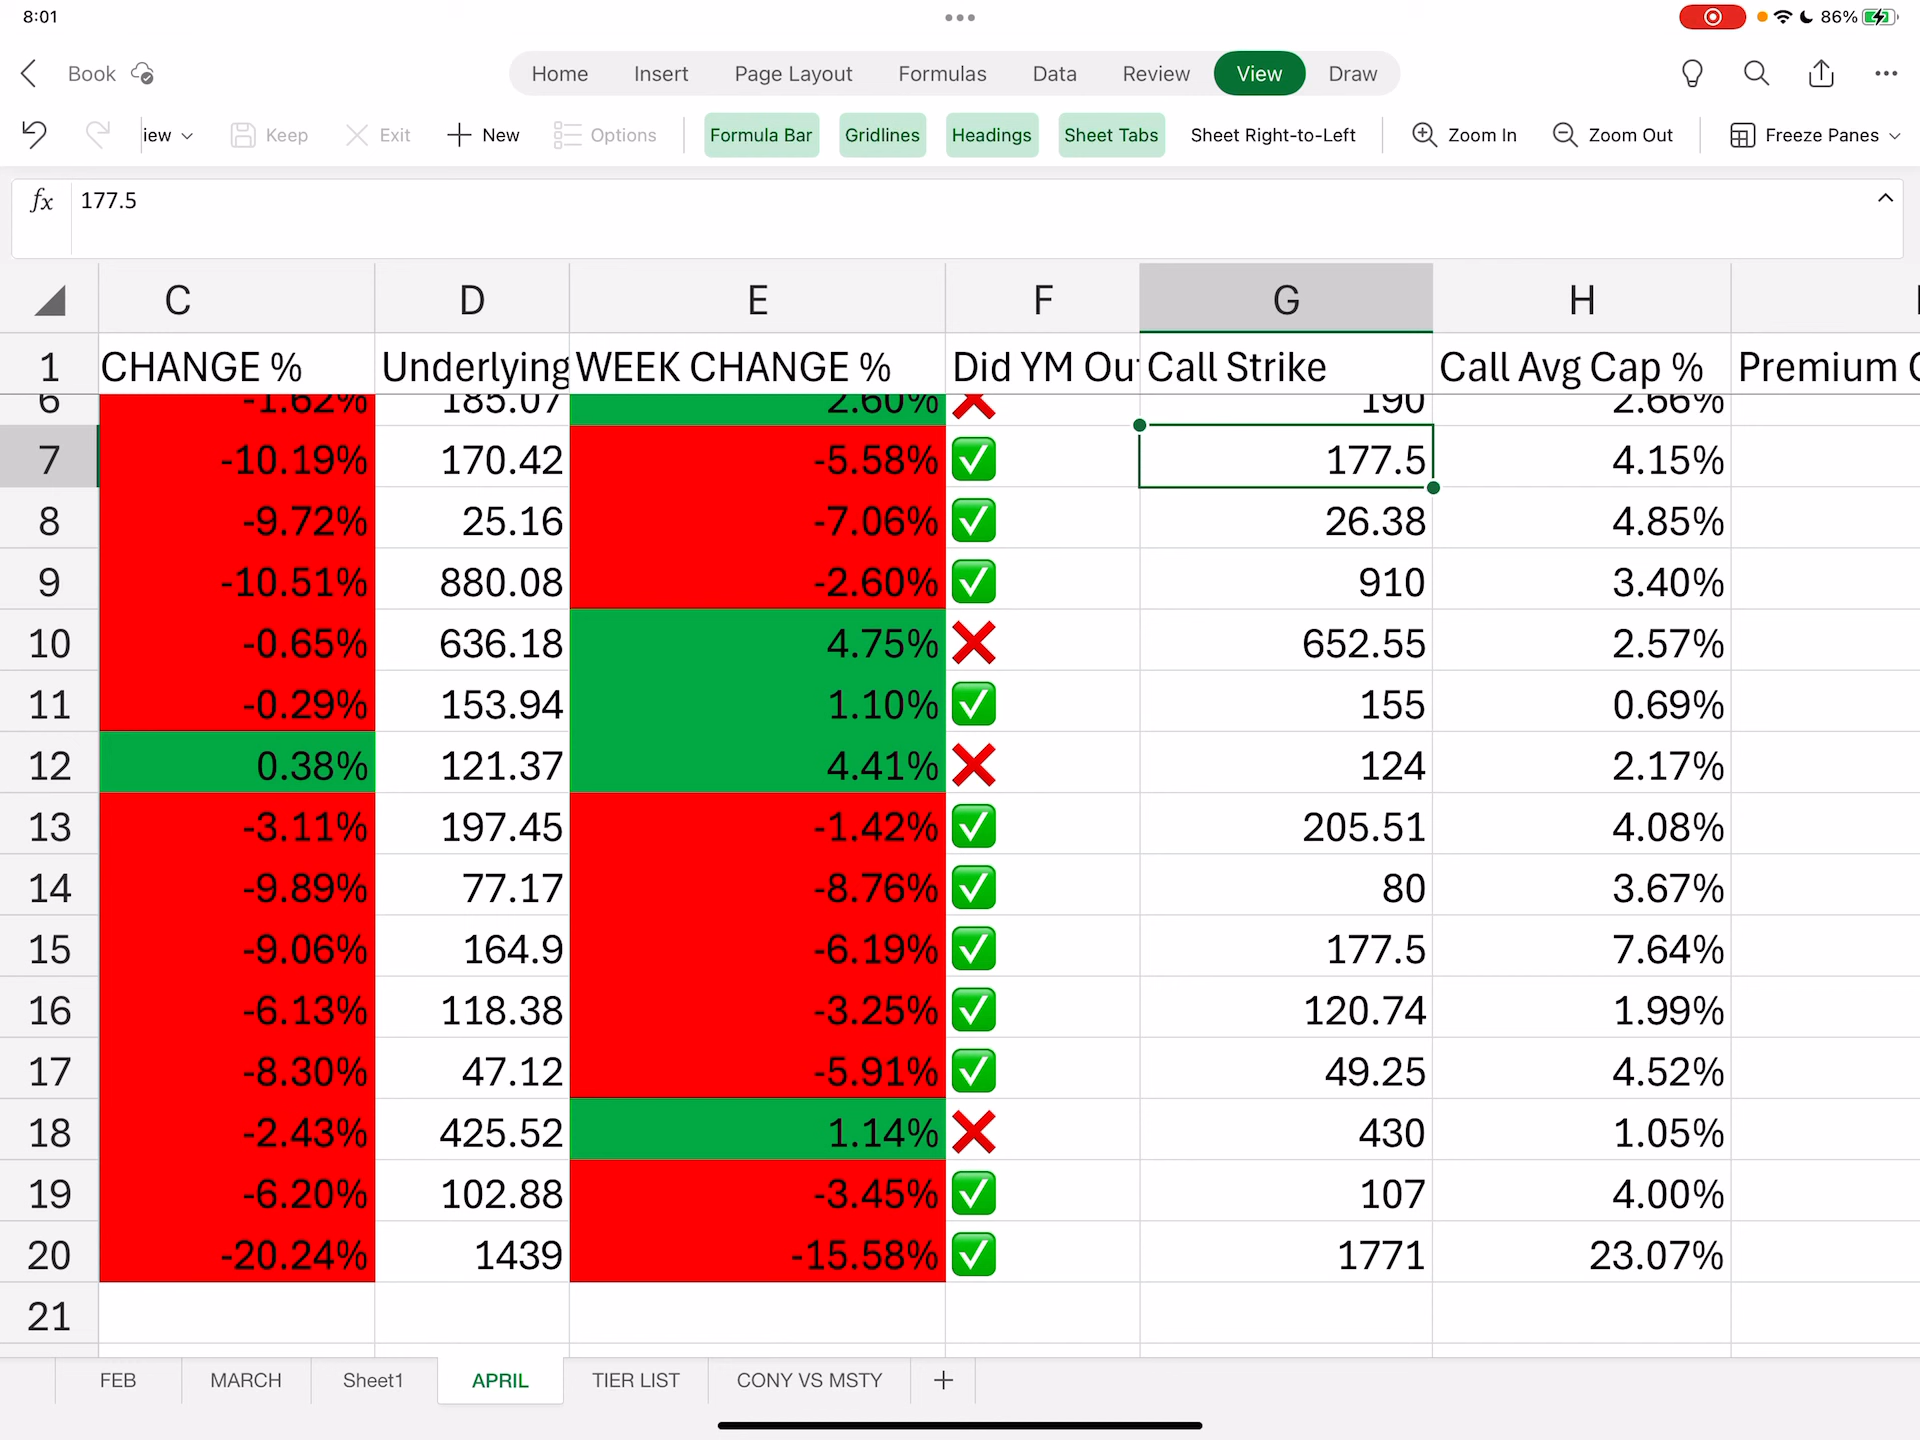 8:01
86%
Book
Home Insert Page Layout Formulas Data Review View Draw
iew Keep Exit New Options Formula Bar Gridlines Headings Sheet Tabs Sheet Right-to-Left Zoom In Zoom Out Freeze Panes
fx 177.5
C D E F G H
1 CHANGE % Underlying WEEK CHANGE % Did YM Ou Call Strike Call Avg Cap % Premium
6 -1.62% 185.07 2.60% ❌ 190 2.66%
7 -10.19% 170.42 -5.58% ✅ 177.5 4.15%
8 -9.72% 25.16 -7.06% ✅ 26.38 4.85%
9 -10.51% 880.08 -2.60% ✅ 910 3.40%
10 -0.65% 636.18 4.75% ❌ 652.55 2.57%
11 -0.29% 153.94 1.10% ✅ 155 0.69%
12 0.38% 121.37 4.41% ❌ 124 2.17%
13 -3.11% 197.45 -1.42% ✅ 205.51 4.08%
14 -9.89% 77.17 -8.76% ✅ 80 3.67%
15 -9.06% 164.9 -6.19% ✅ 177.5 7.64%
16 -6.13% 118.38 -3.25% ✅ 120.74 1.99%
17 -8.30% 47.12 -5.91% ✅ 49.25 4.52%
18 -2.43% 425.52 1.14% ❌ 430 1.05%
19 -6.20% 102.88 -3.45% ✅ 107 4.00%
20 -20.24% 1439 -15.58% ✅ 1771 23.07%
21
FEB MARCH Sheet1 APRIL TIER LIST CONY VS MSTY +